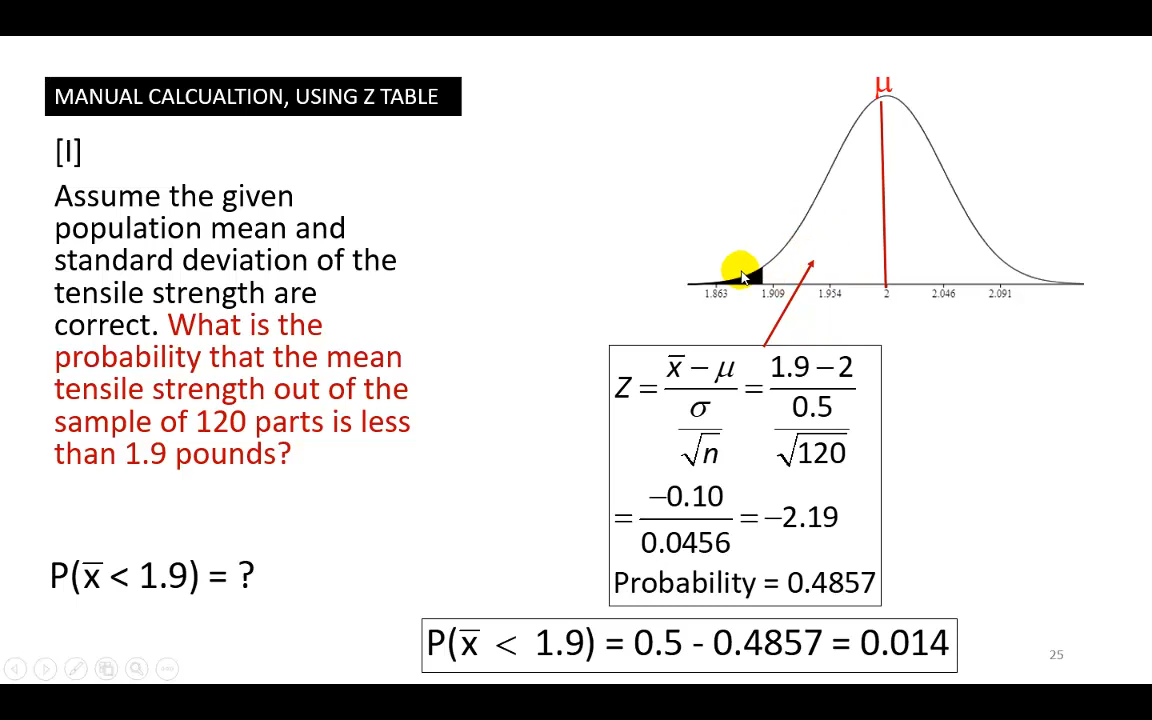 MANUAL CALCUALTION, USING Z TABLE
[I]
Assume the given
population mean and
standard deviation of the
tensile strength are
correct. What is the
probability that the mean
tensile strength out of the
sample of 120 parts is less
than 1.9 pounds?
P(x̅ < 1.9) = ?
μ
1.863 1.909 1.954 2 2.046 2.091
Z = (x̅ − μ) / (σ / √n) = (1.9 − 2) / (0.5 / √120)
= −0.10 / 0.0456 = −2.19
Probability = 0.4857
P(x̅ < 1.9) = 0.5 - 0.4857 = 0.014
25